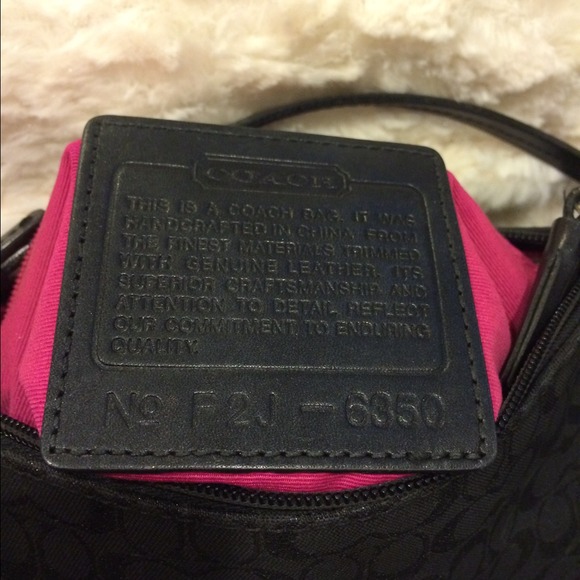 COACH
THIS IS A COACH BAG. IT WAS
HANDCRAFTED IN CHINA FROM
THE FINEST MATERIALS TRIMMED
WITH GENUINE LEATHER. ITS
SUPERIOR CRAFTSMANSHIP AND
ATTENTION TO DETAIL REFLECT
OUR COMMITMENT TO ENDURING
QUALITY.
No F2J-6350